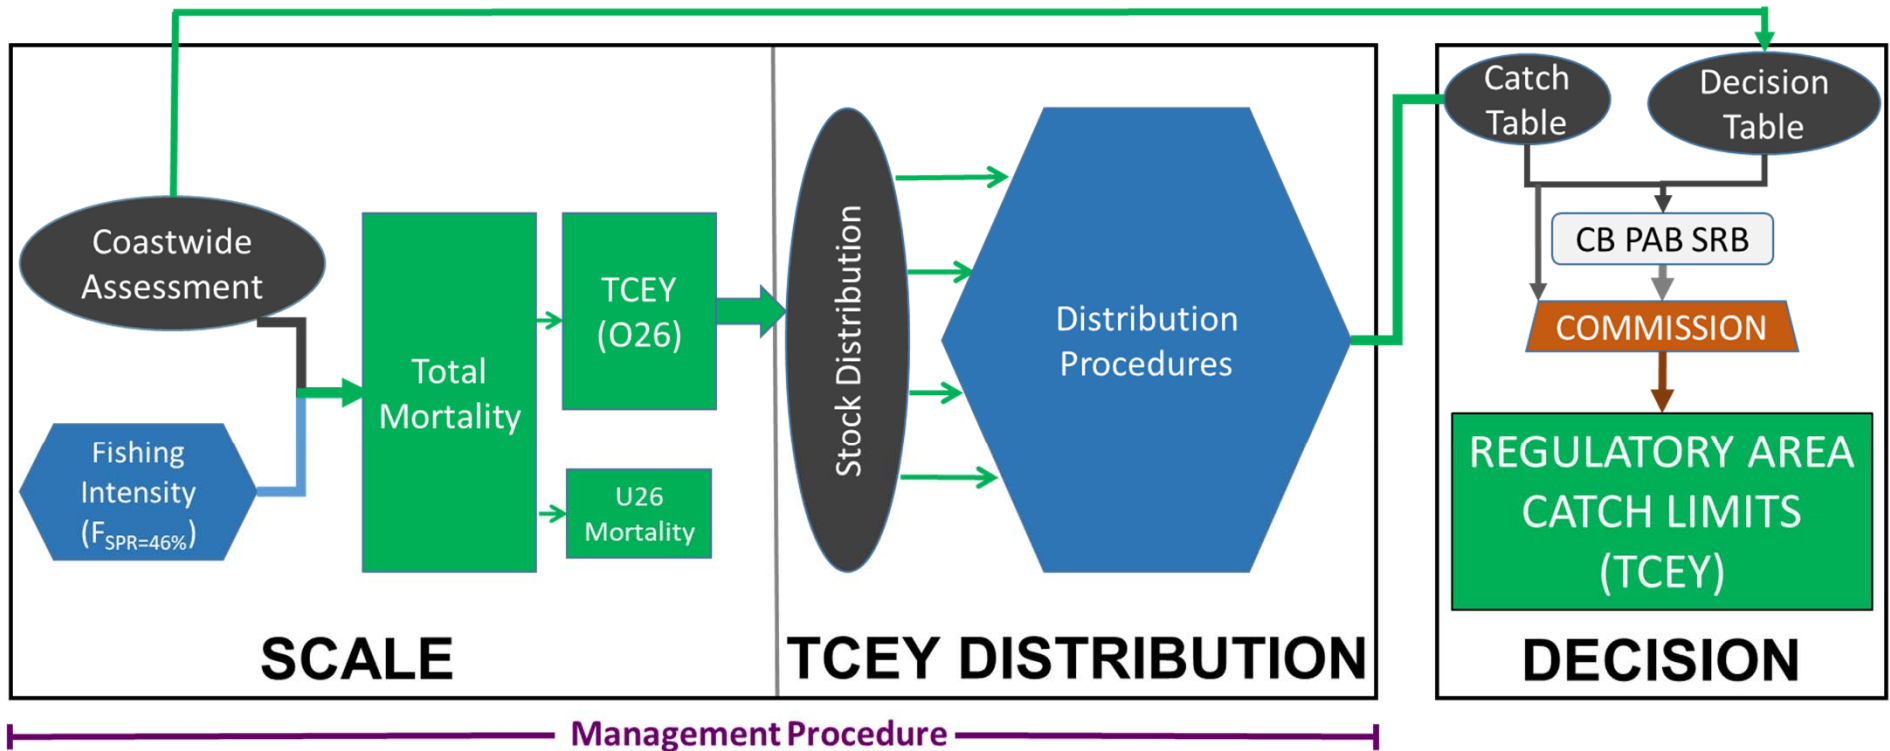 Coastwide
Assessment
Fishing
Intensity
(FSPR=46%)
Total
Mortality
TCEY
(O26)
U26
Mortality
SCALE
Stock Distribution
Distribution
Procedures
TCEY DISTRIBUTION
Management Procedure
Catch
Table
Decision
Table
CB PAB SRB
COMMISSION
REGULATORY AREA
CATCH LIMITS
(TCEY)
DECISION